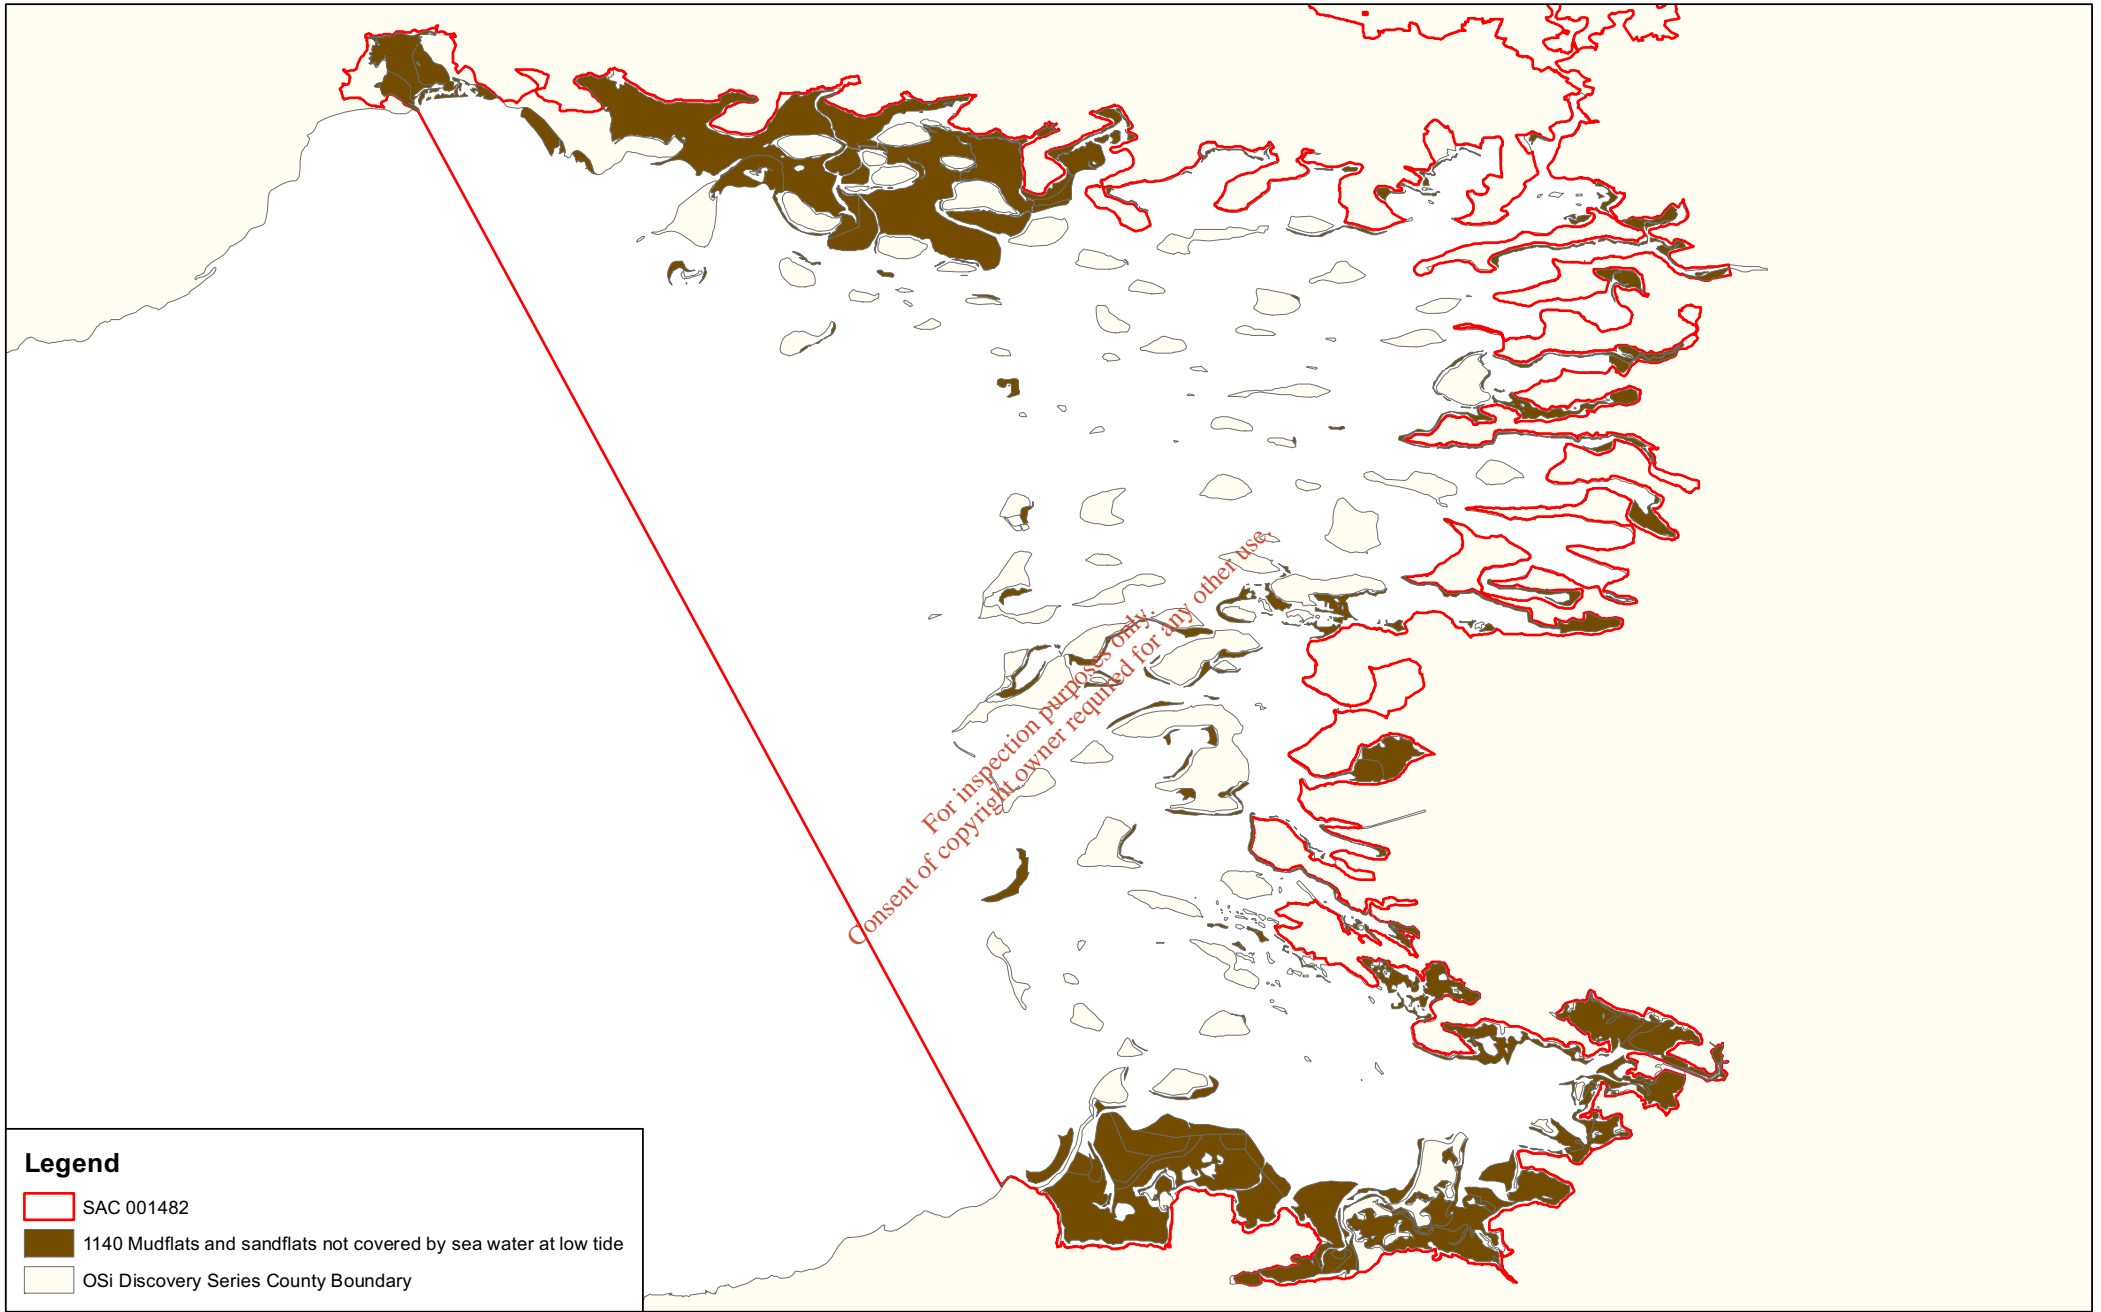 For inspection purposes only.
Consent of copyright owner required for any other use.
Legend
SAC 001482
1140 Mudflats and sandflats not covered by sea water at low tide
OSi Discovery Series County Boundary